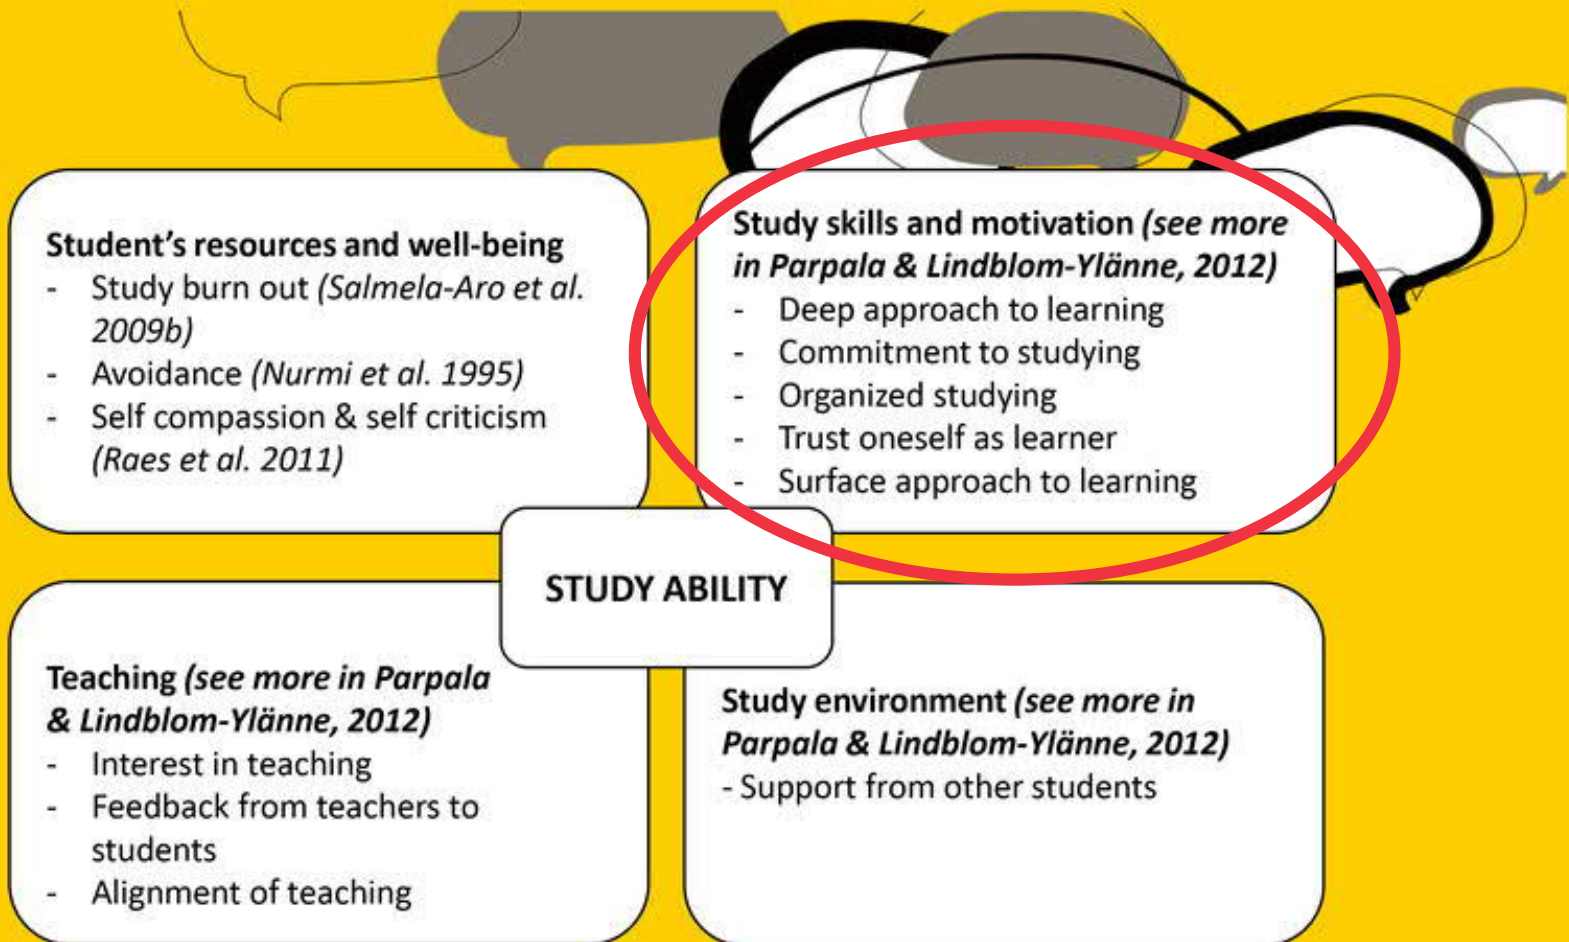 Student's resources and well-being
- Study burn out (Salmela-Aro et al.
2009b)
- Avoidance (Nurmi et al. 1995)
- Self compassion & self criticism
(Raes et al. 2011)
Study skills and motivation (see more
in Parpala & Lindblom-Ylänne, 2012)
- Deep approach to learning
- Commitment to studying
- Organized studying
- Trust oneself as learner
- Surface approach to learning
STUDY ABILITY
Teaching (see more in Parpala
& Lindblom-Ylänne, 2012)
- Interest in teaching
- Feedback from teachers to
students
- Alignment of teaching
Study environment (see more in
Parpala & Lindblom-Ylänne, 2012)
- Support from other students